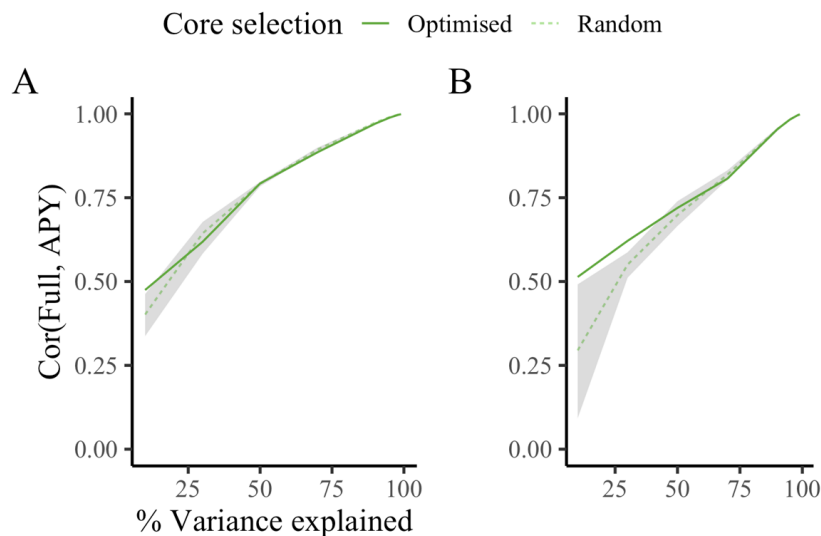 Core selection Optimised Random
A B
Cor(Full, APY)
1.00 1.00
0.75 0.75
0.50 0.50
0.25 0.25
0.00 0.00
25 50 75 100 25 50 75 100
% Variance explained